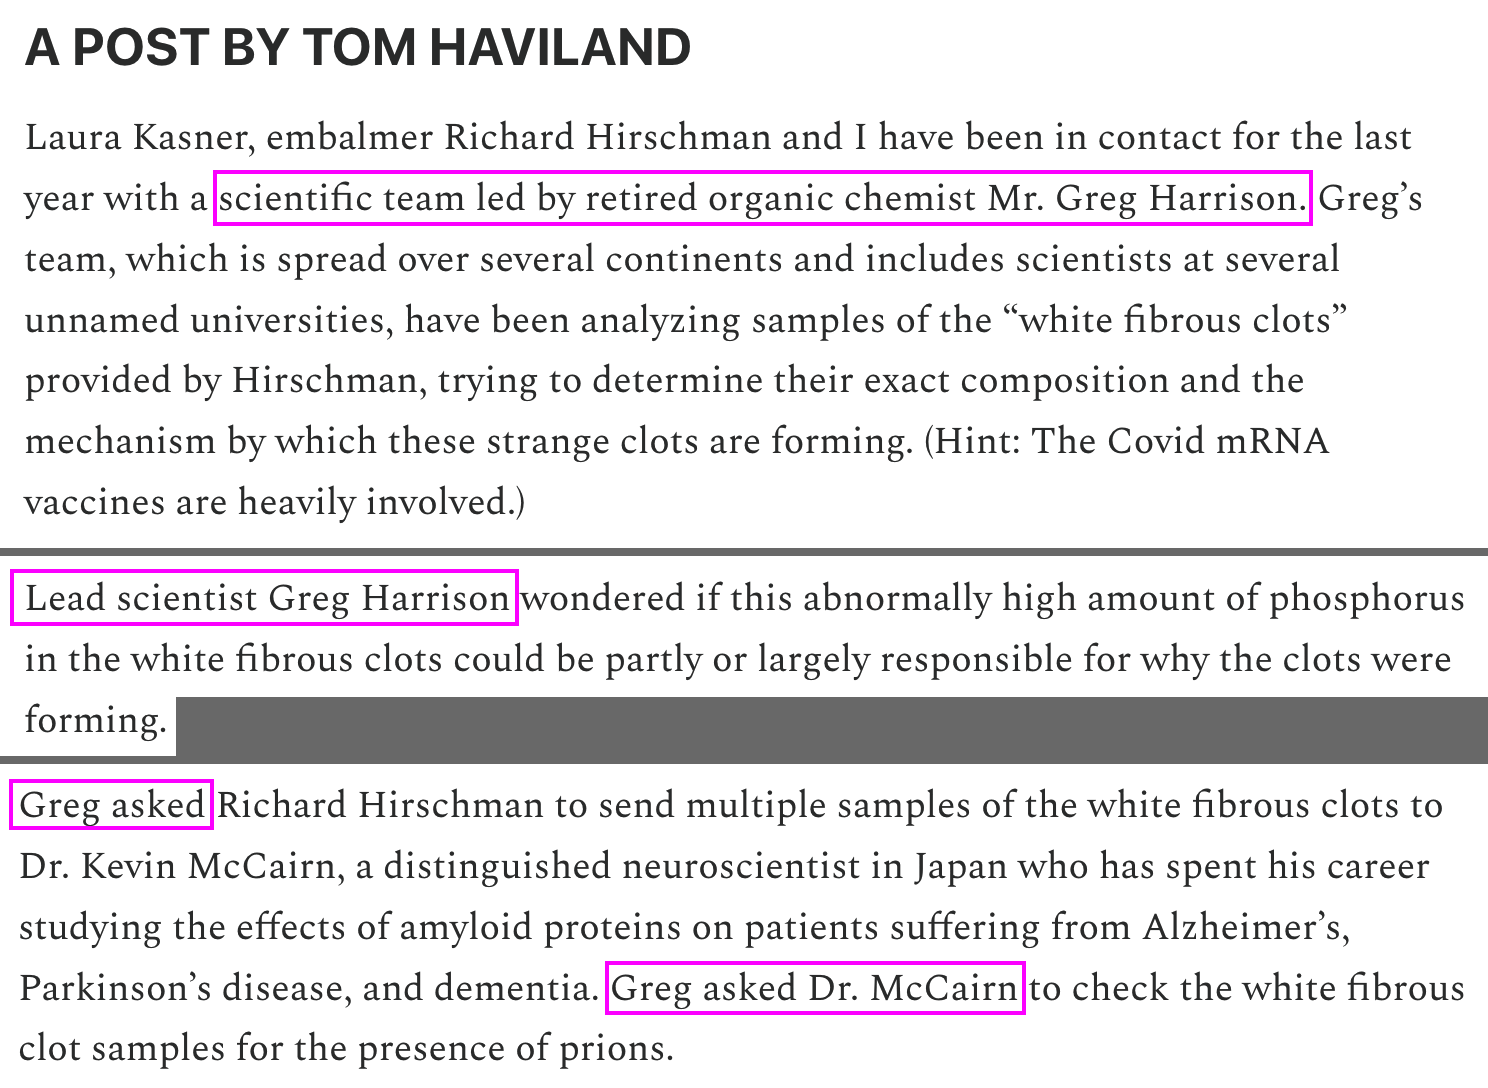 A POST BY TOM HAVILAND
Laura Kasner, embalmer Richard Hirschman and I have been in contact for the last
year with a scientific team led by retired organic chemist Mr. Greg Harrison. Greg’s
team, which is spread over several continents and includes scientists at several
unnamed universities, have been analyzing samples of the “white fibrous clots”
provided by Hirschman, trying to determine their exact composition and the
mechanism by which these strange clots are forming. (Hint: The Covid mRNA
vaccines are heavily involved.)
Lead scientist Greg Harrison wondered if this abnormally high amount of phosphorus
in the white fibrous clots could be partly or largely responsible for why the clots were
forming.
Greg asked Richard Hirschman to send multiple samples of the white fibrous clots to
Dr. Kevin McCairn, a distinguished neuroscientist in Japan who has spent his career
studying the effects of amyloid proteins on patients suffering from Alzheimer’s,
Parkinson’s disease, and dementia. Greg asked Dr. McCairn to check the white fibrous
clot samples for the presence of prions.